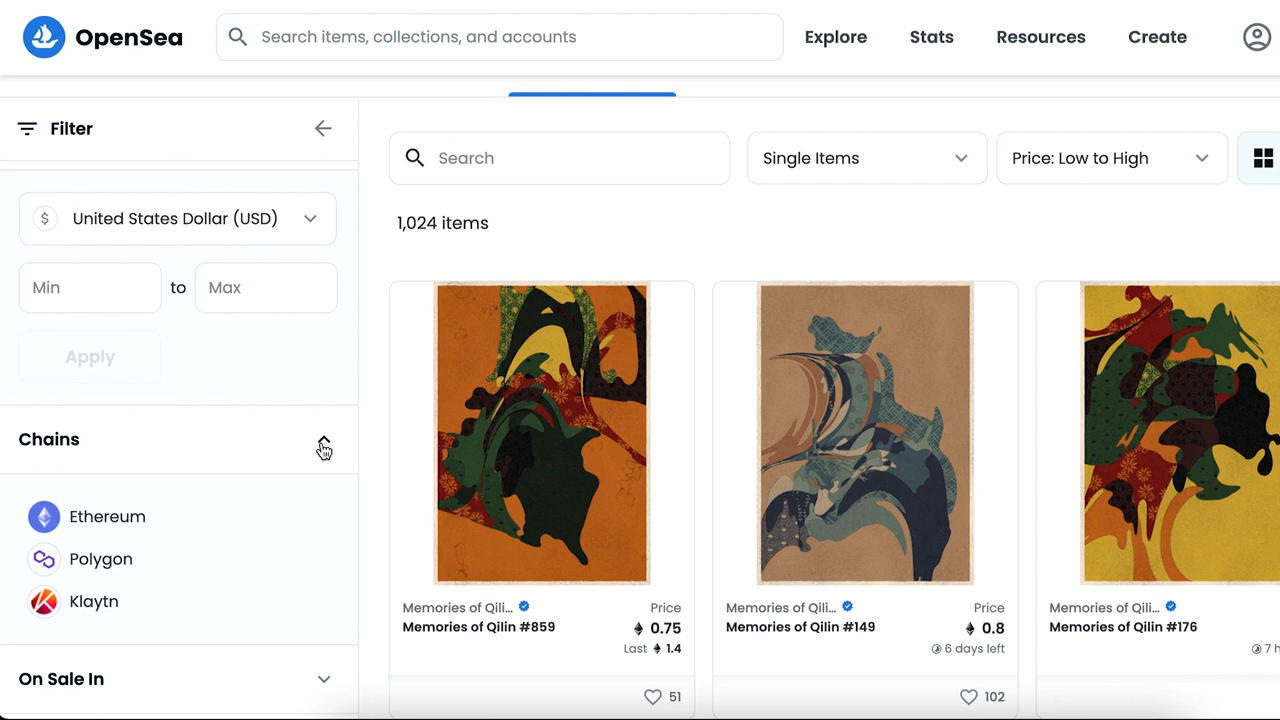 OpenSea
Search items, collections, and accounts
Explore
Stats
Resources
Create
Filter
$ United States Dollar (USD)
Min to Max
Apply
Chains
Ethereum
Polygon
Klaytn
On Sale In
Search
Single Items
Price: Low to High
1,024 items
Memories of Qili... Price
Memories of Qilin #859 0.75
Last 1.4
51
Memories of Qili... Price
Memories of Qilin #149 0.8
6 days left
102
Memories of Qili...
Memories of Qilin #176
7 h